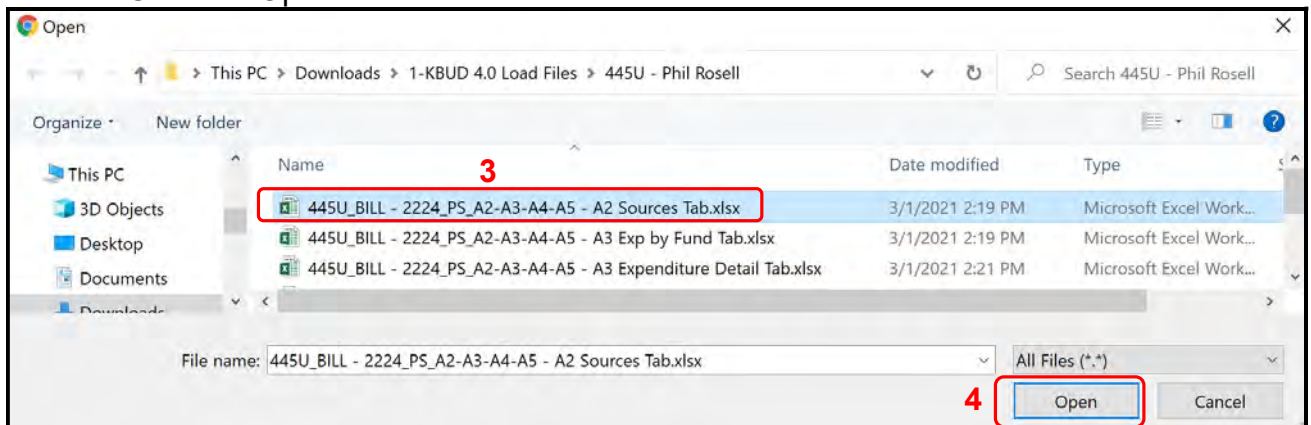 Open
This PC > Downloads > 1-KBUD 4.0 Load Files > 445U - Phil Rosell
Search 445U - Phil Rosell
Organize
New folder
?
This PC
3D Objects
Desktop
Documents
Downloads
Name
Date modified
Type
3
445U_BILL - 2224_PS_A2-A3-A4-A5 - A2 Sources Tab.xlsx 3/1/2021 2:19 PM Microsoft Excel Work...
445U_BILL - 2224_PS_A2-A3-A4-A5 - A3 Exp by Fund Tab.xlsx 3/1/2021 2:19 PM Microsoft Excel Work...
445U_BILL - 2224_PS_A2-A3-A4-A5 - A3 Expenditure Detail Tab.xlsx 3/1/2021 2:21 PM Microsoft Excel Work...
File name: 445U_BILL - 2224_PS_A2-A3-A4-A5 - A2 Sources Tab.xlsx
All Files (*.*)
4
Open
Cancel